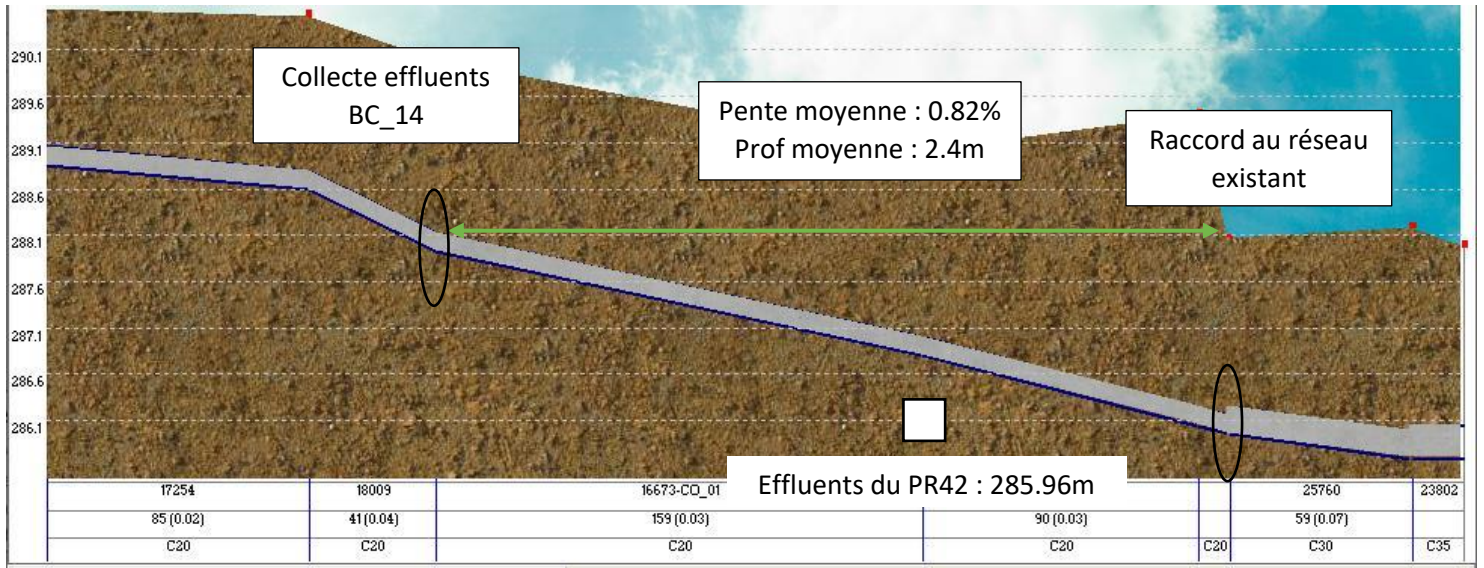 290.1
289.6
289.1
288.6
288.1
287.6
287.1
286.6
286.1
Collecte effluents
BC_14
Pente moyenne : 0.82%
Prof moyenne : 2.4m
Raccord au réseau
existant
Effluents du PR42 : 285.96m
17254 18009 16673-CO_01 25760 23802
85 (0.02) 41(0.04) 159 (0.03) 90 (0.03) 59 (0.07)
C20 C20 C20 C20 C20 C30 C35